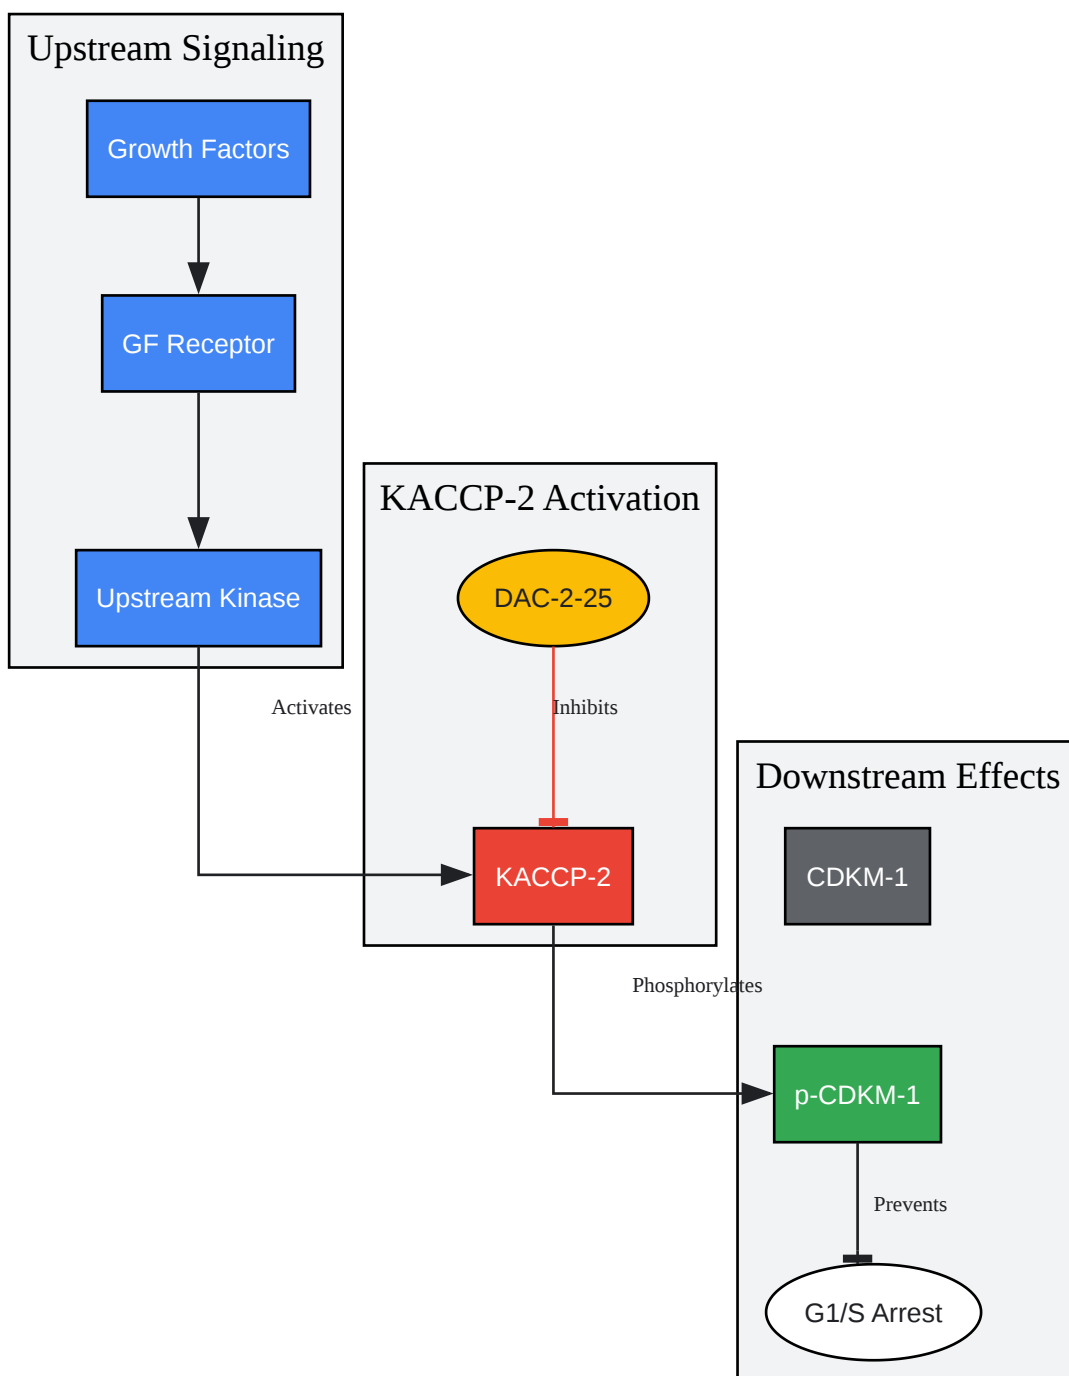 Upstream Signaling
Growth Factors
GF Receptor
Upstream Kinase
Activates
KACCP-2 Activation
DAC-2-25
Inhibits
KACCP-2
Phosphorylates
Downstream Effects
CDKM-1
p-CDKM-1
Prevents
G1/S Arrest